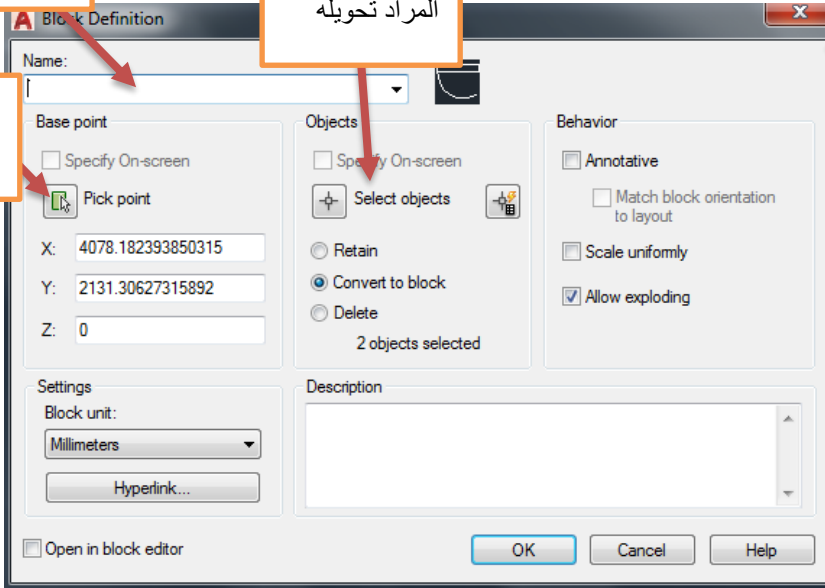 المراد تحويله
Block Definition
Name:
Base point
Specify On-screen
Pick point
X: 4078.182393850315
Y: 2131.30627315892
Z: 0
Objects
Specify On-screen
Select objects
Retain
Convert to block
Delete
2 objects selected
Behavior
Annotative
Match block orientation
to layout
Scale uniformly
Allow exploding
Settings
Block unit:
Millimeters
Hyperlink...
Description
Open in block editor
OK
Cancel
Help